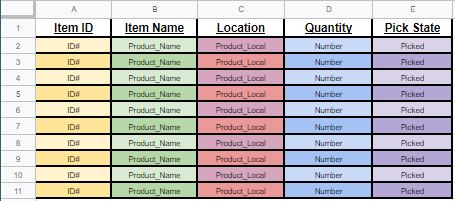 A B C D E
1 Item ID Item Name Location Quantity Pick State
2 ID# Product_Name Product_Local Number Picked
3 ID# Product_Name Product_Local Number Picked
4 ID# Product_Name Product_Local Number Picked
5 ID# Product_Name Product_Local Number Picked
6 ID# Product_Name Product_Local Number Picked
7 ID# Product_Name Product_Local Number Picked
8 ID# Product_Name Product_Local Number Picked
9 ID# Product_Name Product_Local Number Picked
10 ID# Product_Name Product_Local Number Picked
11 ID# Product_Name Product_Local Number Picked